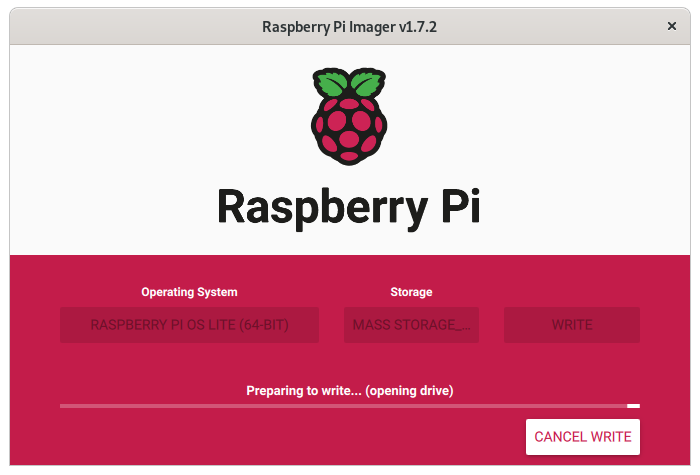 Raspberry Pi Imager v1.7.2
Raspberry Pi
Operating System
Storage
RASPBERRY PI OS LITE (64-BIT)
MASS STORAGE_...
WRITE
Preparing to write... (opening drive)
CANCEL WRITE